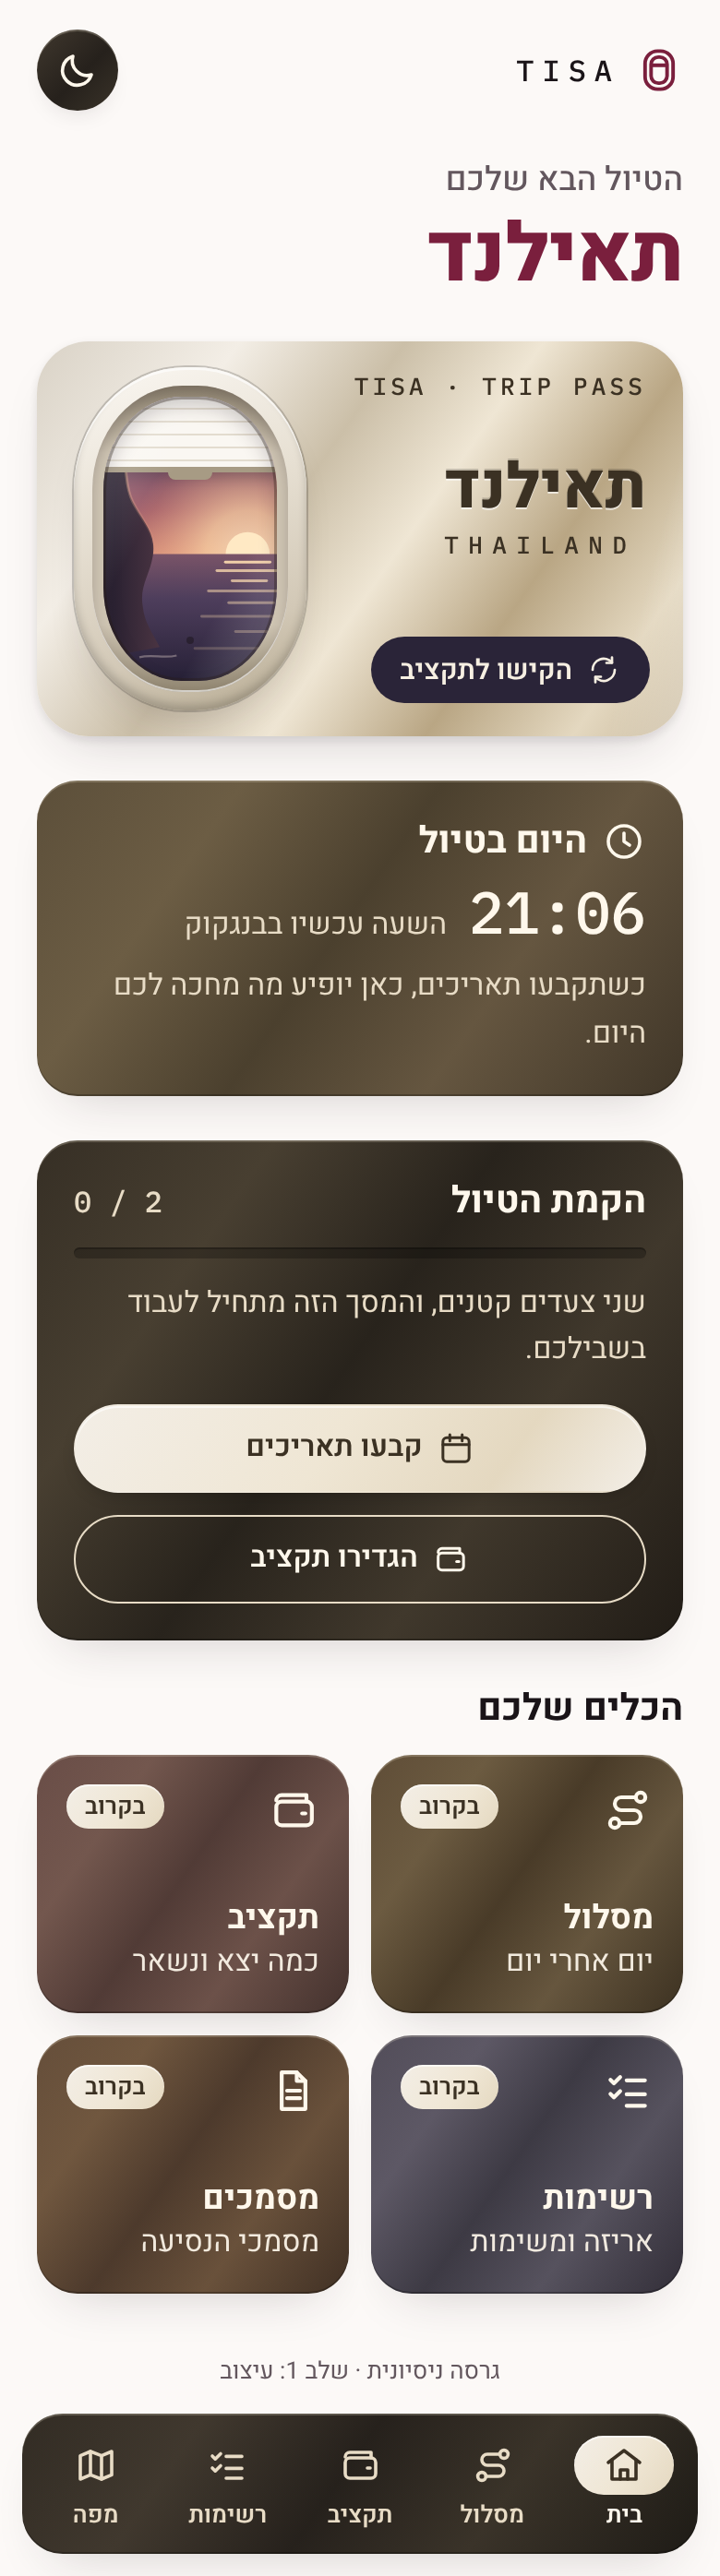 TISA
הטיול הבא שלכם
תאילנד
TISA · TRIP PASS
תאילנד
THAILAND
הקישו לתקציב
היום בטיול
21:06 השעה עכשיו בבנגקוק
כשתקבעו תאריכים, כאן יופיע מה מחכה לכם
היום.
הקמת הטיול
0 / 2
שני צעדים קטנים, והמסך הזה מתחיל לעבוד
בשבילכם.
קבעו תאריכים
הגדירו תקציב
הכלים שלכם
בקרוב
מסלול
יום אחרי יום
בקרוב
תקציב
כמה יצא ונשאר
בקרוב
רשימות
אריזה ומשימות
בקרוב
מסמכים
מסמכי הנסיעה
גרסה ניסיונית · שלב 1: עיצוב
בית
מסלול
תקציב
רשימות
מפה